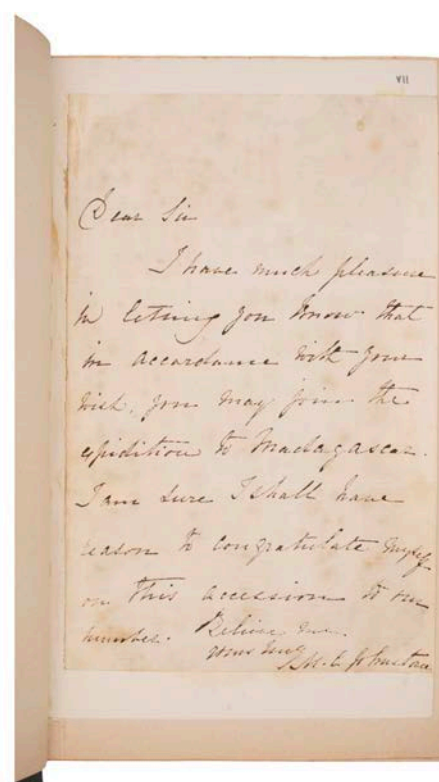 VII
Dear Sir
I have much pleasure
in letting you know that
in accordance with your
wish, you may join the
expidition to Madagascar.
I am sure I shall have
reason to congratulate myself
on this accession to our
number. Believe me
yours truly
Johnston